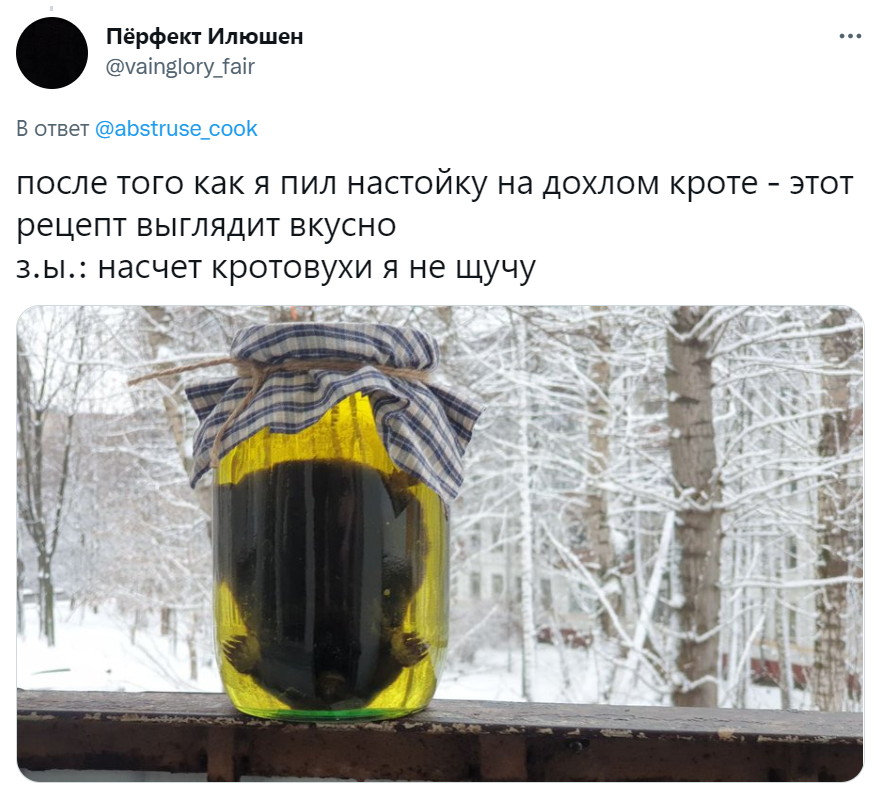 Пёрфект Илюшен
@vainglory_fair
В ответ @abstruse_cook
после того как я пил настойку на дохлом кроте - этот
рецепт выглядит вкусно
з.ы.: насчет кротовухи я не щучу